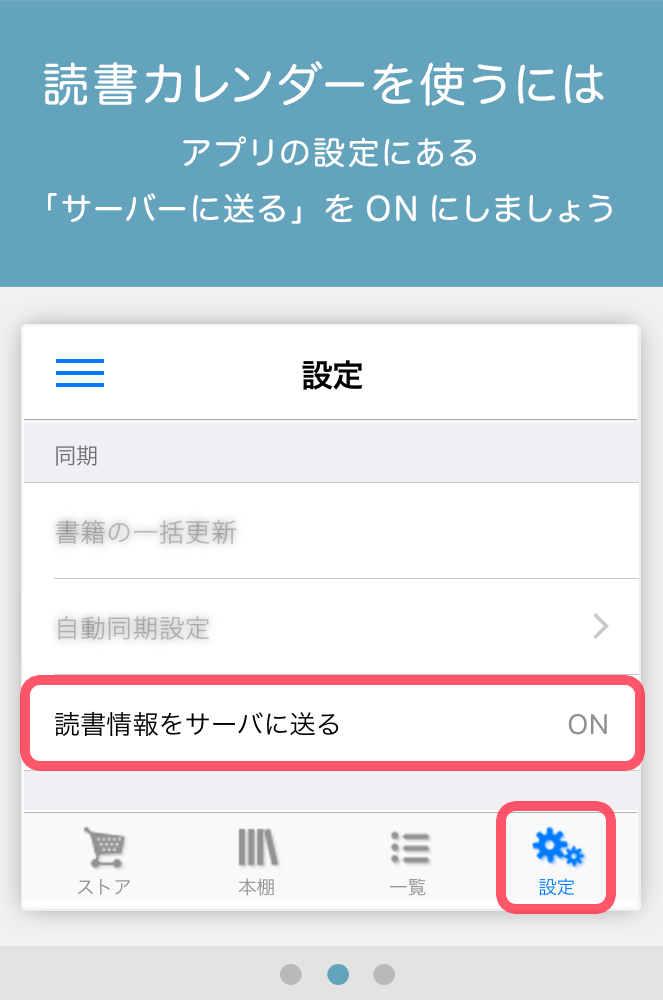 読書カレンダーを使うには
アプリの設定にある
「サーバーに送る」を ON にしましょう
設定
同期
書籍の一括更新
自動同期設定
読書情報をサーバに送る ON
ストア 本棚 一覧 設定